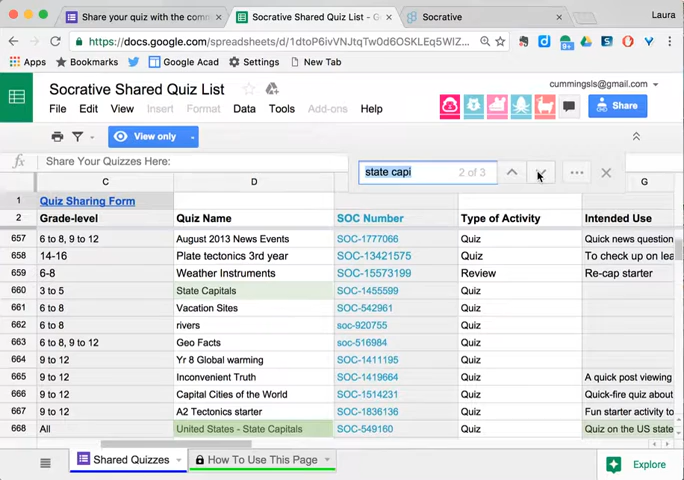 Share your quiz with the comm
Socrative Shared Quiz List - G
Socrative
Laura
https://docs.google.com/spreadsheets/d/1dtoP6ivVNJtqTw0d6OSKLEq5WlZ...
Apps
Bookmarks
Google Acad
Settings
New Tab
Socrative Shared Quiz List
cummingsls@gmail.com
File Edit View Insert Format Data Tools Add-ons Help
Share
View only
fx Share Your Quizzes Here:
state capi 2 of 3
C D G
1 Quiz Sharing Form
2 Grade-level Quiz Name SOC Number Type of Activity Intended Use
657 6 to 8, 9 to 12 August 2013 News Events SOC-1777066 Quiz Quick news question
658 14-16 Plate tectonics 3rd year SOC-13421575 Quiz To check up on lea
659 6-8 Weather Instruments SOC-15573199 Review Re-cap starter
660 3 to 5 State Capitals SOC-1455599 Quiz
661 6 to 8 Vacation Sites SOC-542961 Quiz
662 6 to 8 rivers soc-920755 Quiz
663 6 to 8, 9 to 12 Geo Facts soc-516984 Quiz
664 9 to 12 Yr 8 Global warming SOC-1411195 Quiz
665 9 to 12 Inconvenient Truth SOC-1419664 Quiz A quick post viewing
666 9 to 12 Capital Cities of the World SOC-1514231 Quiz Quick-fire quiz about
667 9 to 12 A2 Tectonics starter SOC-1836136 Quiz Fun starter activity to
668 All United States - State Capitals SOC-549160 Quiz Quiz on the US state
Shared Quizzes
How To Use This Page
Explore